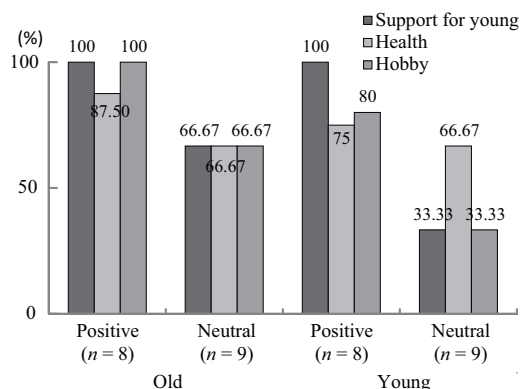 (%)
Support for young
Health
Hobby
100
50
0
100
87.50
100
66.67
66.67
66.67
100
75
80
33.33
66.67
33.33
Positive
(n = 8)
Neutral
(n = 9)
Positive
(n = 8)
Neutral
(n = 9)
Old
Young